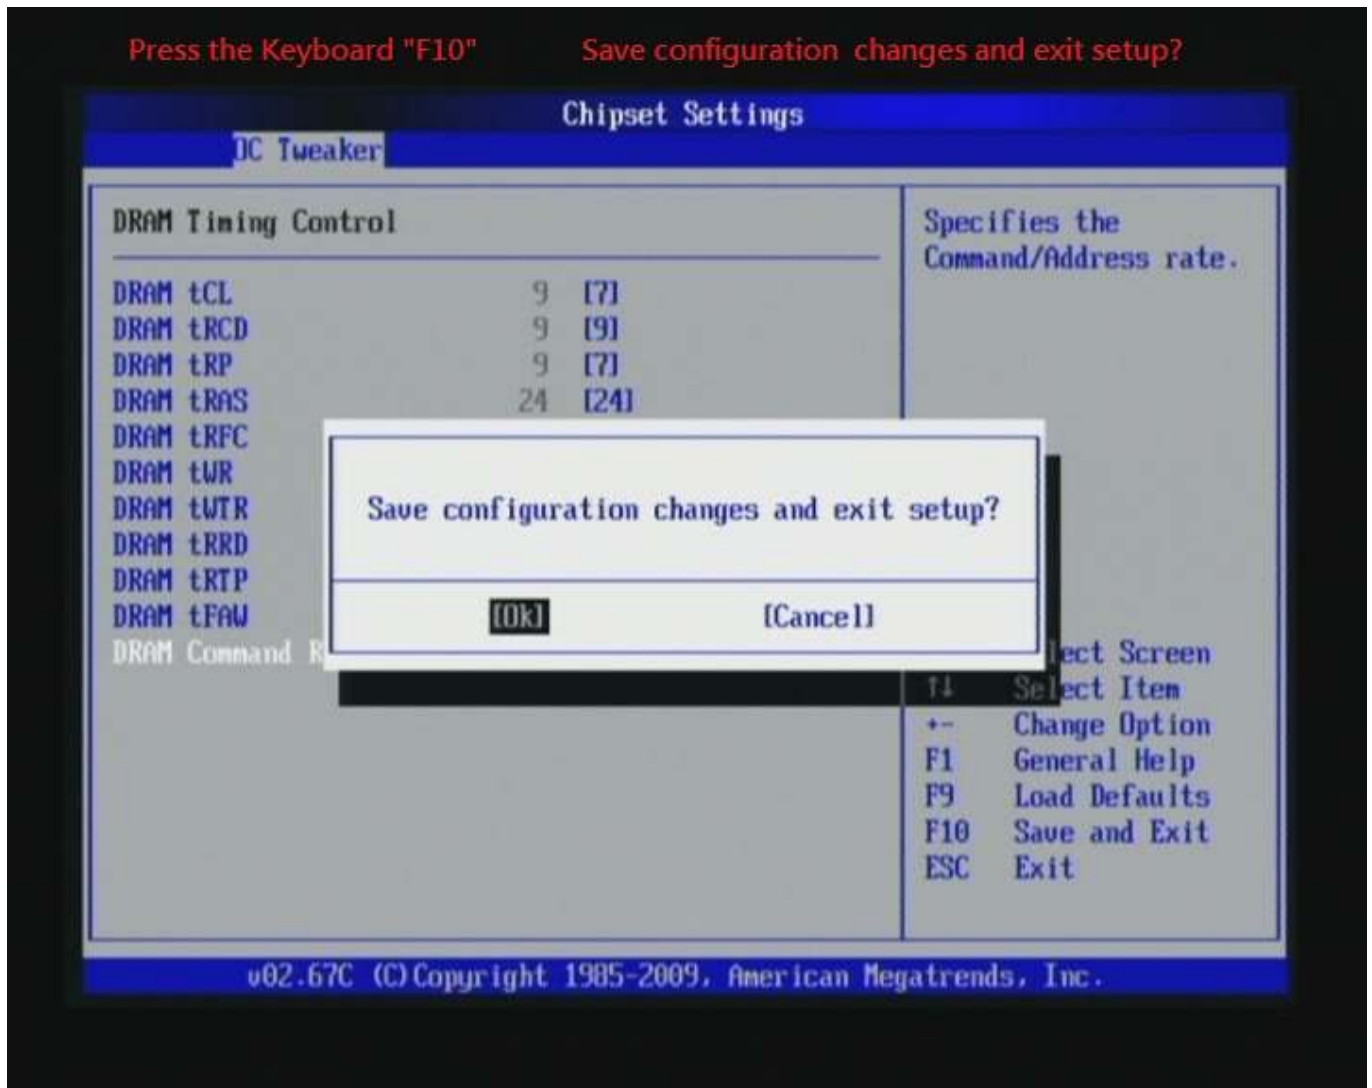 Press the Keyboard "F10" Save configuration changes and exit setup?
Chipset Settings
OC Tweaker
DRAM Timing Control
DRAM tCL 9 [7]
DRAM tRCD 9 [9]
DRAM tRP 9 [7]
DRAM tRAS 24 [24]
DRAM tRFC
DRAM tWR
DRAM tWTR
DRAM tRRD
DRAM tRTP
DRAM tFAW
DRAM Command R
Specifies the
Command/Address rate.
Save configuration changes and exit setup?
[Ok] [Cancel]
ect Screen
↑↓ Select Item
+- Change Option
F1 General Help
F9 Load Defaults
F10 Save and Exit
ESC Exit
v02.67C (C)Copyright 1985-2009, American Megatrends, Inc.